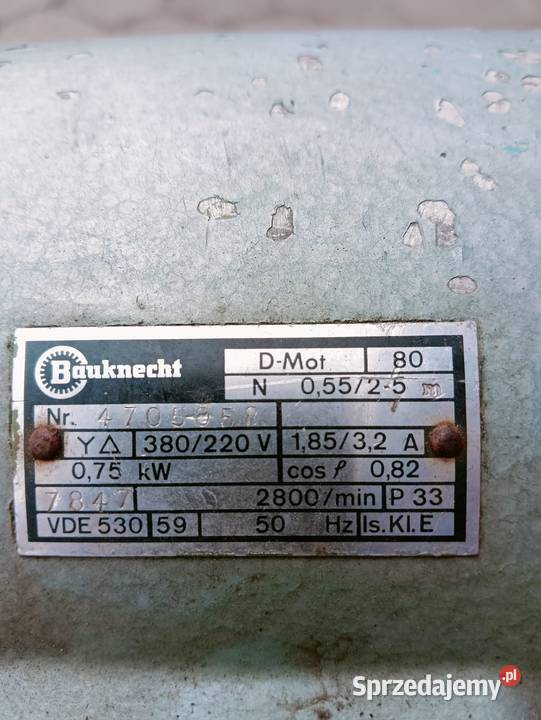 Bauknecht
D-Mot 80
N 0,55/2-5 m
Nr. 4705858
Y△ 380/220 V 1,85/3,2 A
0,75 kW cos φ 0,82
7847 2800/min P 33
VDE 530 59 50 Hz Is.Kl.E
Sprzedajemy.pl